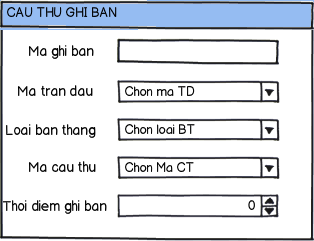 CAU THU GHI BAN
Ma ghi ban
Ma tran dau Chon ma TD
Loai ban thang Chon loai BT
Ma cau thu Chon Ma CT
Thoi diem ghi ban 0